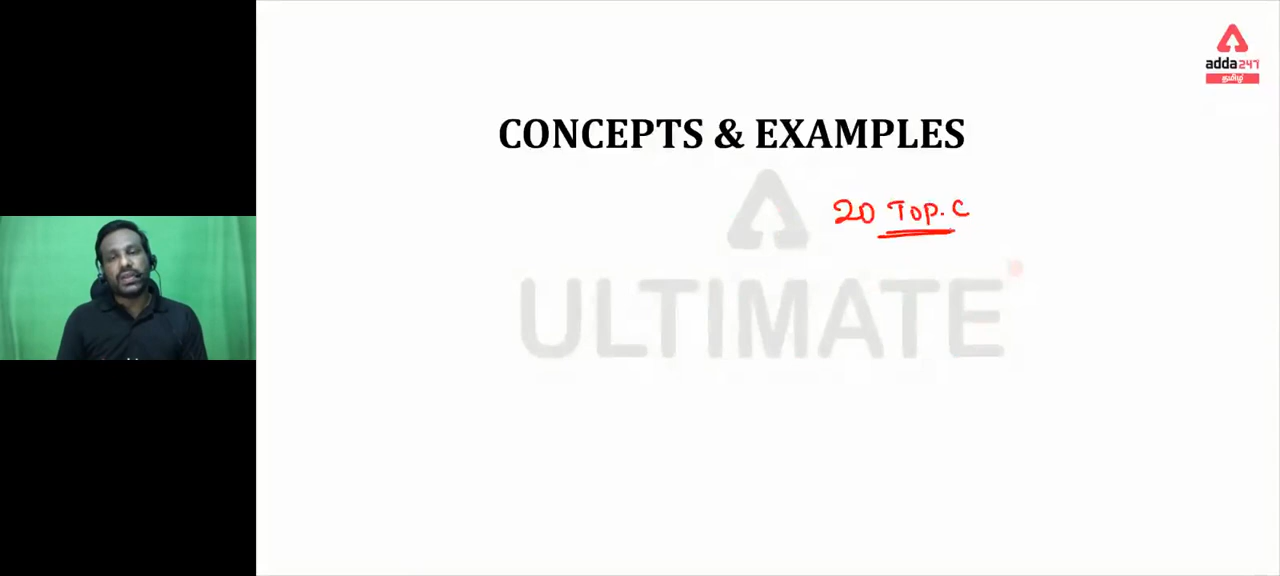 adda247
தமிழ்
CONCEPTS & EXAMPLES
20 Top.c
ULTIMATE